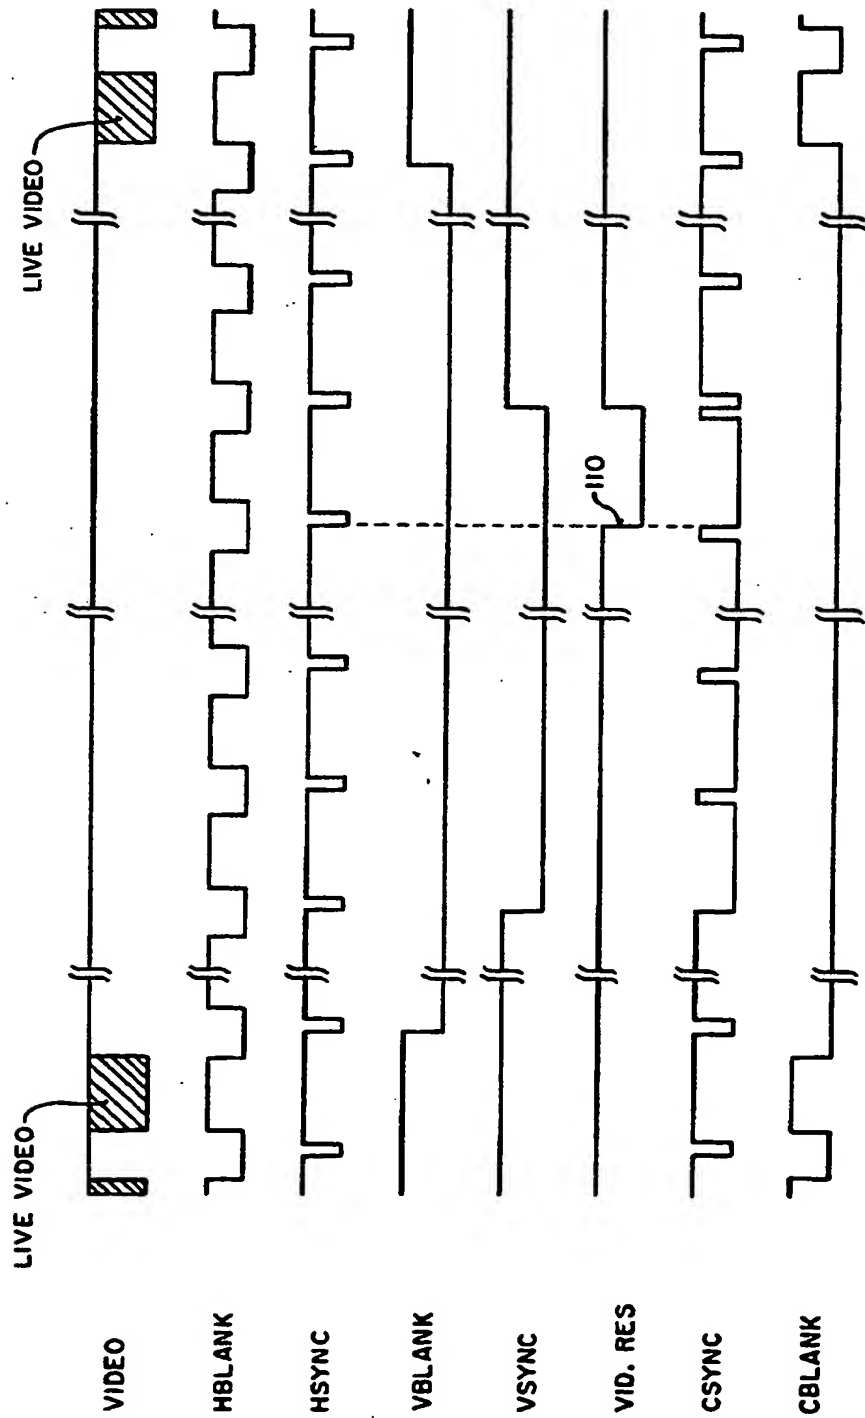 LIVE VIDEO
LIVE VIDEO
VIDEO
HBLANK
HSYNC
VBLANK
VSYNC
110
VID. RES
CSYNC
CBLANK